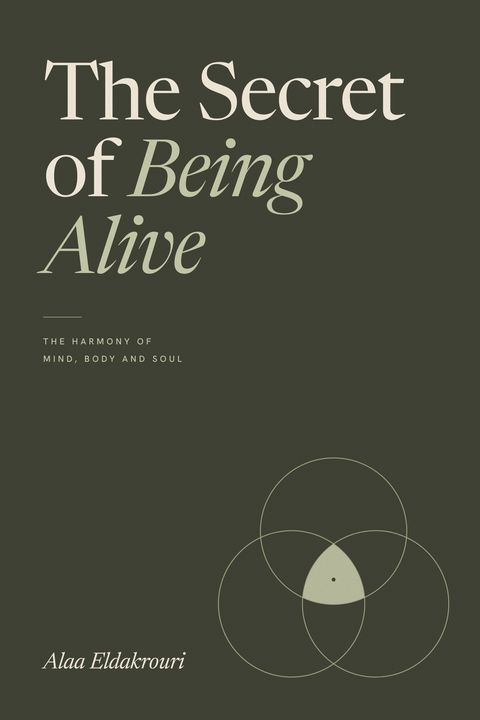 The Secret
of Being
Alive
THE HARMONY OF
MIND, BODY AND SOUL
Alaa Eldakrouri